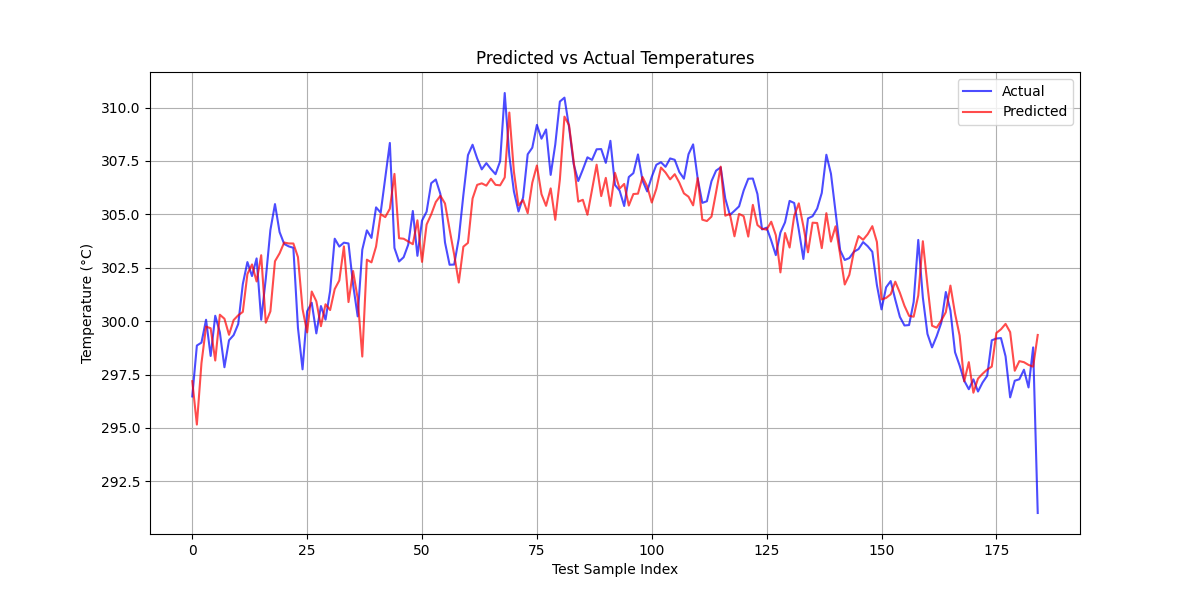 Predicted vs Actual Temperatures
Actual
Predicted
310.0
307.5
305.0
302.5
300.0
297.5
295.0
292.5
Temperature (°C)
0 25 50 75 100 125 150 175
Test Sample Index